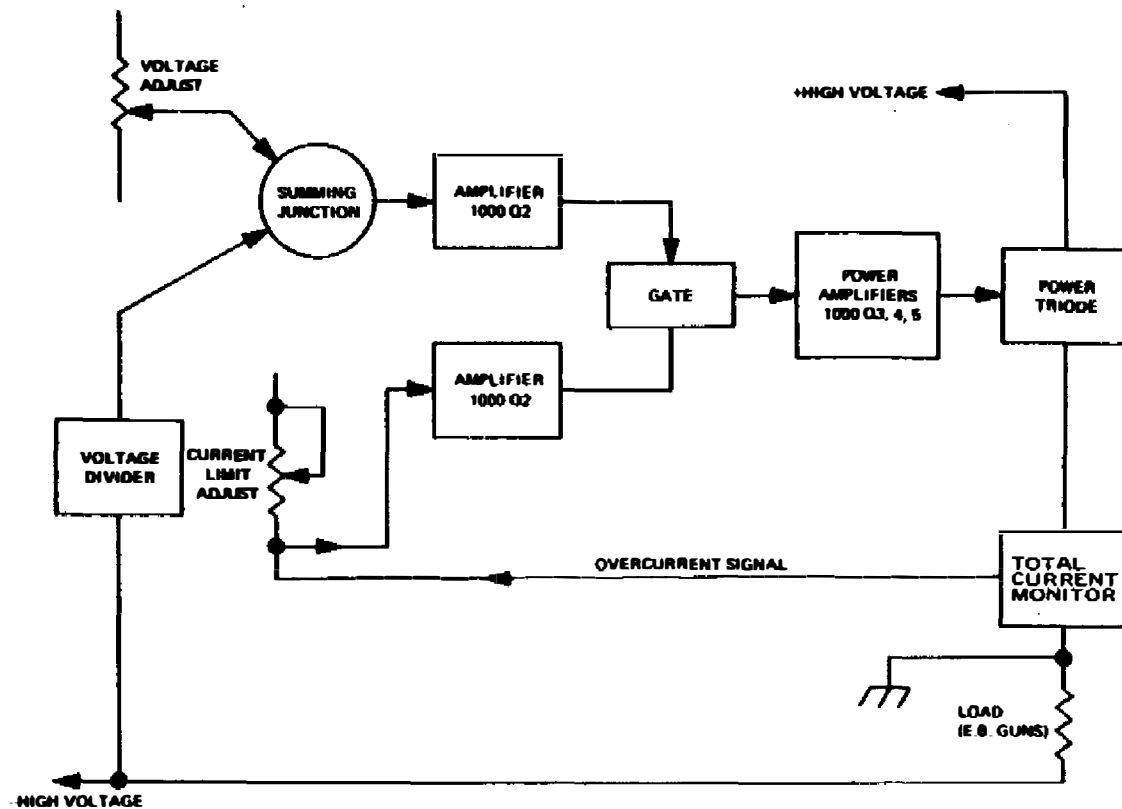 VOLTAGE
ADJUST
+HIGH VOLTAGE
SUMMING
JUNCTION
AMPLIFIER
1000 Q2
GATE
POWER
AMPLIFIERS
1000 Q3, 4, 5
POWER
TRIODE
AMPLIFIER
1000 Q2
VOLTAGE
DIVIDER
CURRENT
LIMIT
ADJUST
OVERCURRENT SIGNAL
TOTAL
CURRENT
MONITOR
LOAD
(E.B. GUNS)
-HIGH VOLTAGE